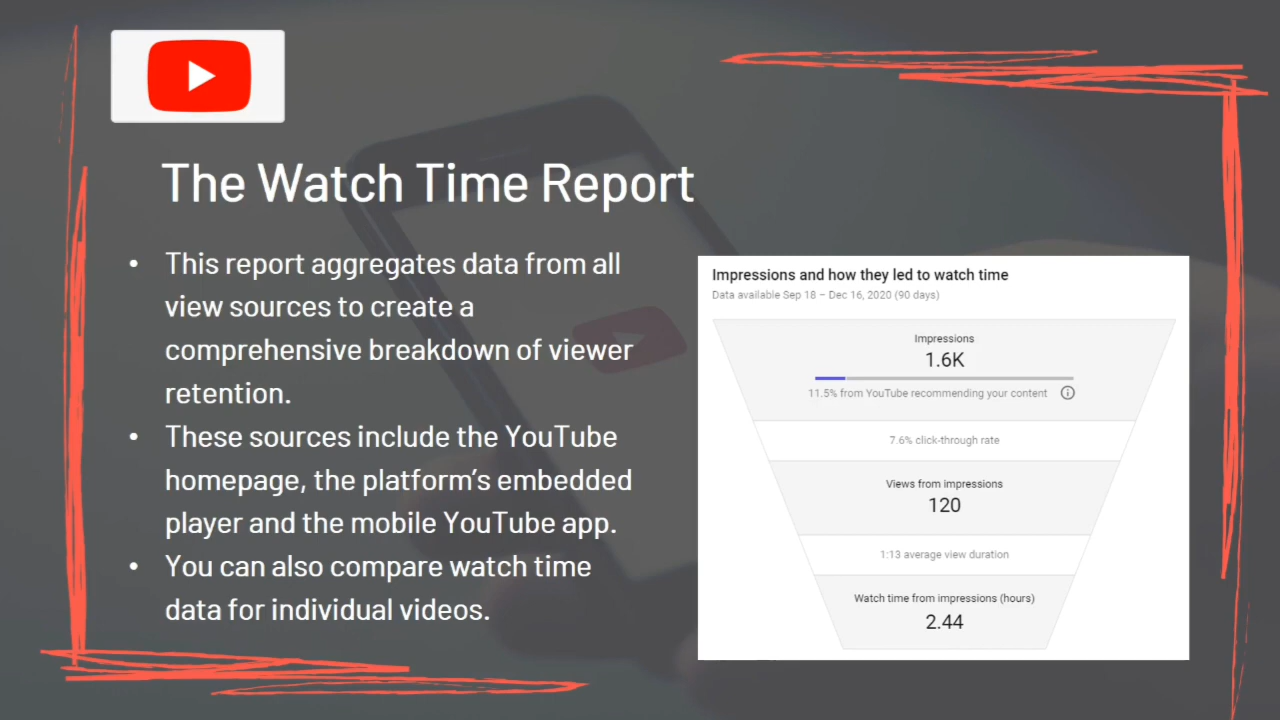 The Watch Time Report
• This report aggregates data from all
view sources to create a
comprehensive breakdown of viewer
retention.
• These sources include the YouTube
homepage, the platform’s embedded
player and the mobile YouTube app.
• You can also compare watch time
data for individual videos.
Impressions and how they led to watch time
Data available Sep 18 – Dec 16, 2020 (90 days)
Impressions
1.6K
11.5% from YouTube recommending your content
7.6% click-through rate
Views from impressions
120
1:13 average view duration
Watch time from impressions (hours)
2.44